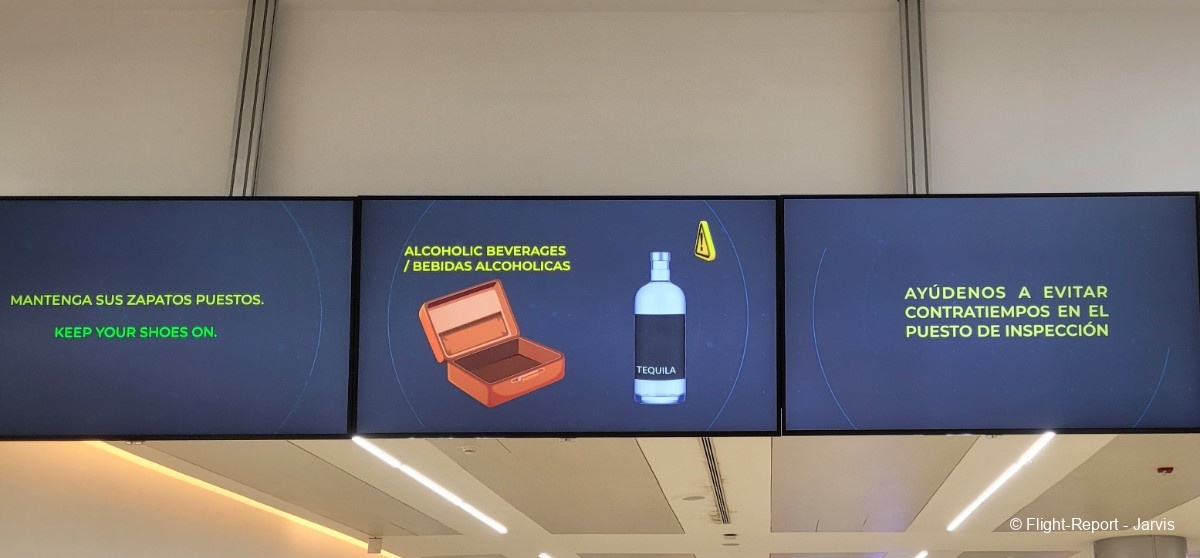 MANTENGA SUS ZAPATOS PUESTOS.
KEEP YOUR SHOES ON.
ALCOHOLIC BEVERAGES
/ BEBIDAS ALCOHOLICAS
TEQUILA
AYÚDENOS A EVITAR
CONTRATIEMPOS EN EL
PUESTO DE INSPECCIÓN
© Flight-Report - Jarvis